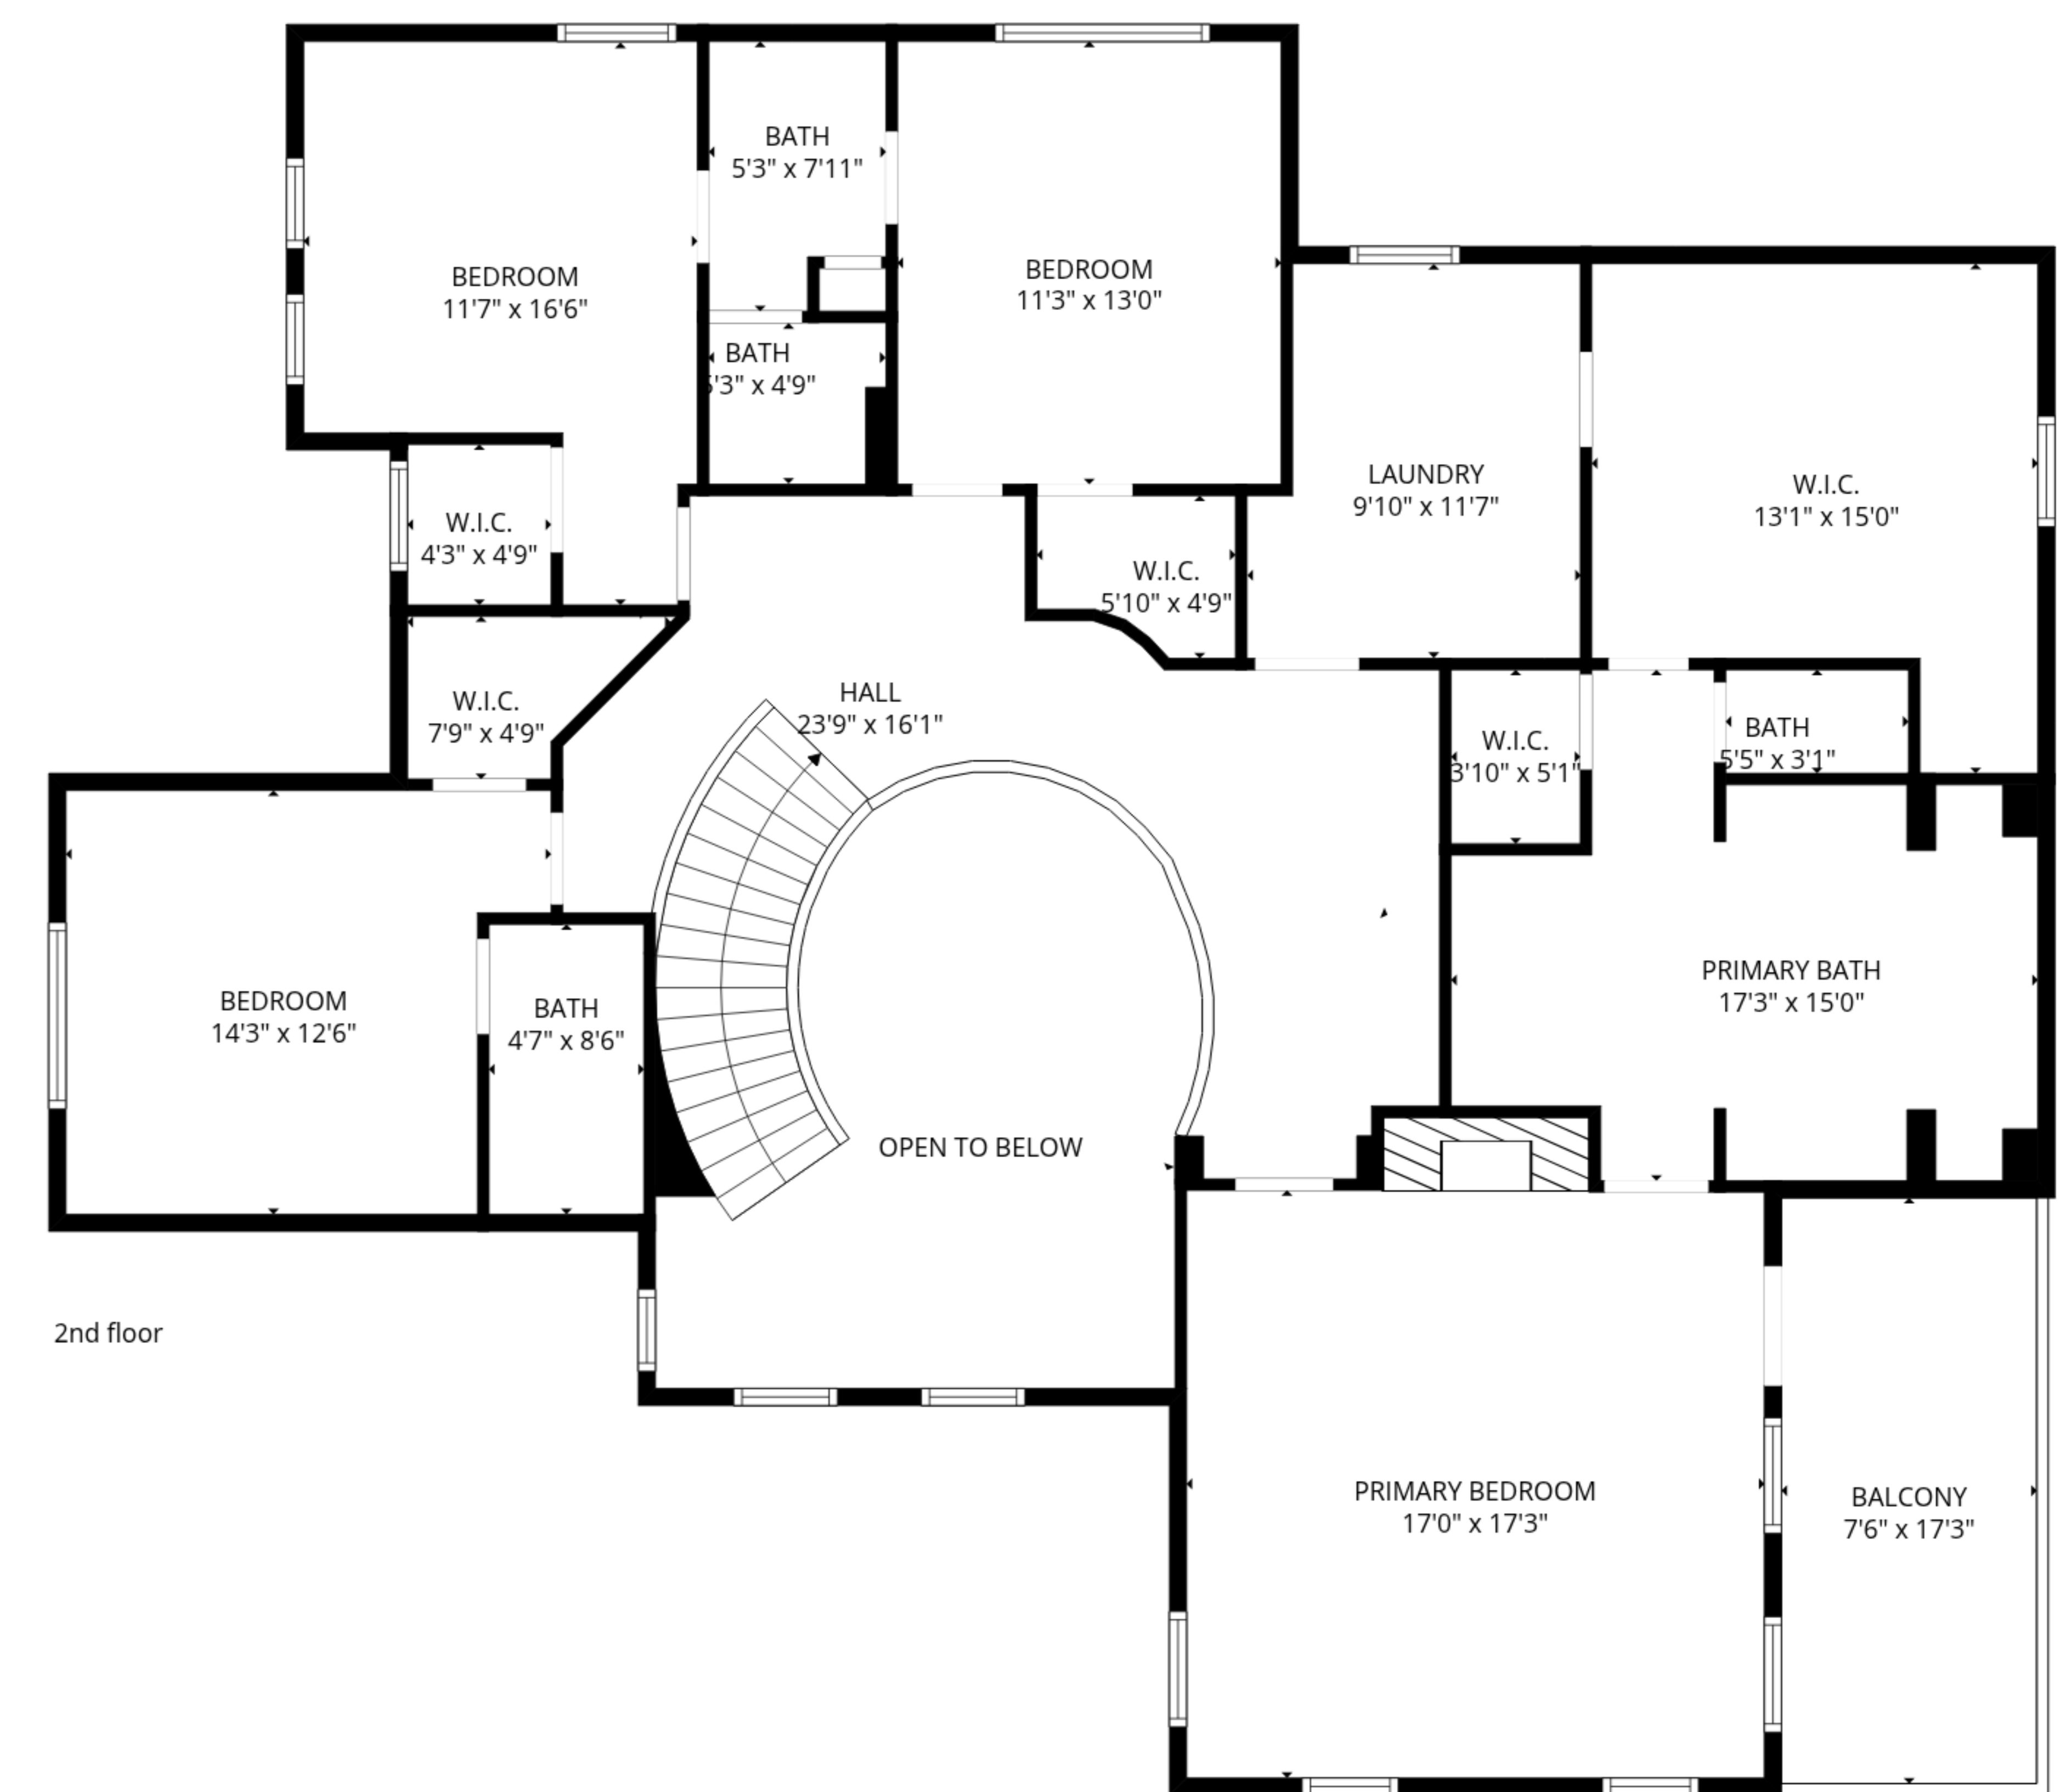 BATH
5'3" x 7'11"
BEDROOM
11'7" x 16'6"
BEDROOM
11'3" x 13'0"
BATH
5'3" x 4'9"
LAUNDRY
9'10" x 11'7"
W.I.C.
13'1" x 15'0"
W.I.C.
4'3" x 4'9"
W.I.C.
5'10" x 4'9"
W.I.C.
7'9" x 4'9"
HALL
23'9" x 16'1"
W.I.C.
3'10" x 5'1"
BATH
5'5" x 3'1"
PRIMARY BATH
17'3" x 15'0"
BEDROOM
14'3" x 12'6"
BATH
4'7" x 8'6"
OPEN TO BELOW
2nd floor
PRIMARY BEDROOM
17'0" x 17'3"
BALCONY
7'6" x 17'3"